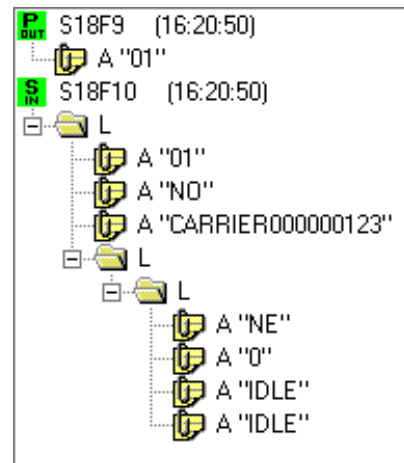 P OUT S18F9 (16:20:50)
A "01"
S IN S18F10 (16:20:50)
L
A "01"
A "NO"
A "CARRIER000000123"
L
L
A "NE"
A "0"
A "IDLE"
A "IDLE"